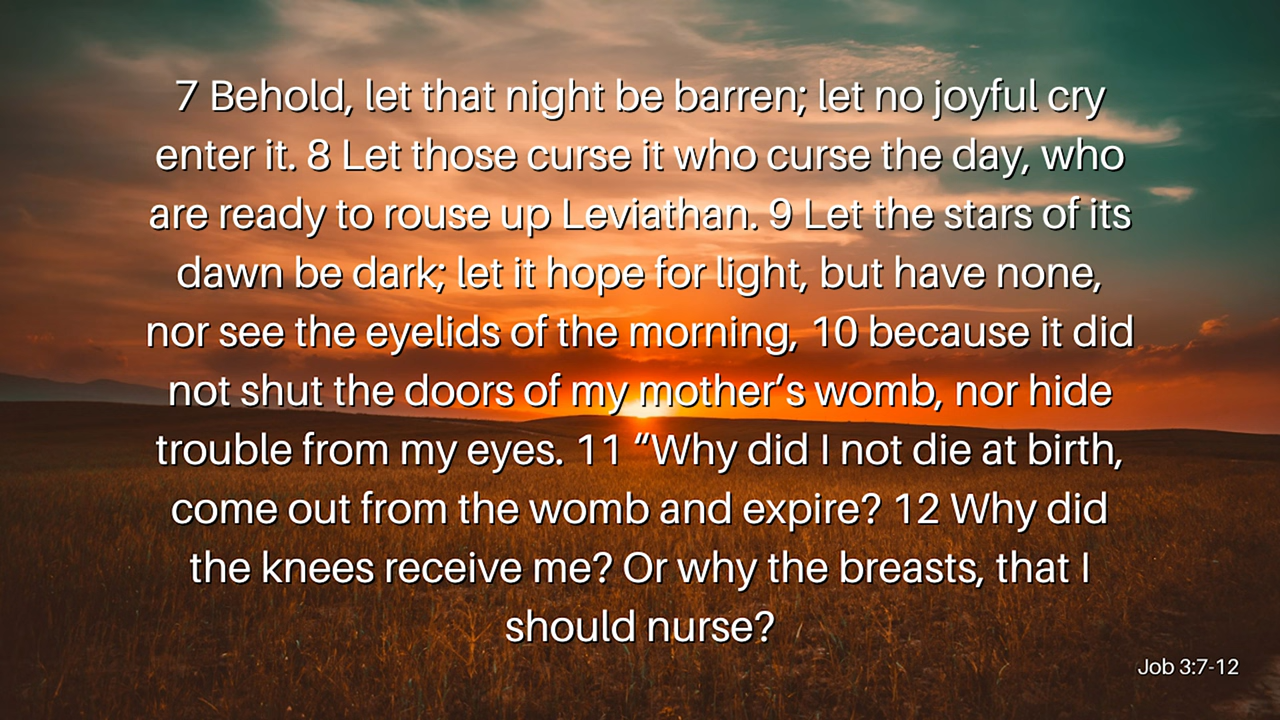 7 Behold, let that night be barren; let no joyful cry
enter it. 8 Let those curse it who curse the day, who
are ready to rouse up Leviathan. 9 Let the stars of its
dawn be dark; let it hope for light, but have none,
nor see the eyelids of the morning, 10 because it did
not shut the doors of my mother’s womb, nor hide
trouble from my eyes. 11 “Why did I not die at birth,
come out from the womb and expire? 12 Why did
the knees receive me? Or why the breasts, that I
should nurse?
Job 3:7-12